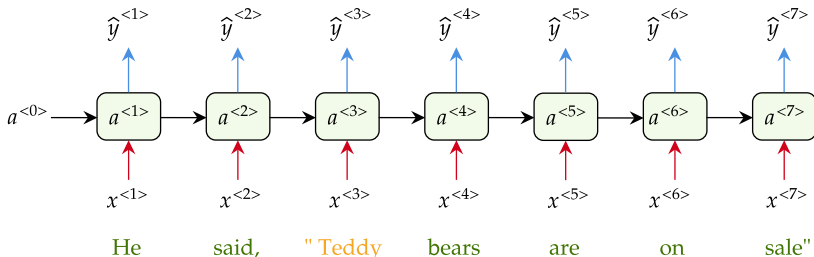 ŷ<1> ŷ<2> ŷ<3> ŷ<4> ŷ<5> ŷ<6> ŷ<7>
a<0> a<1> a<2> a<3> a<4> a<5> a<6> a<7>
x<1> x<2> x<3> x<4> x<5> x<6> x<7>
He said, " Teddy bears are on sale"